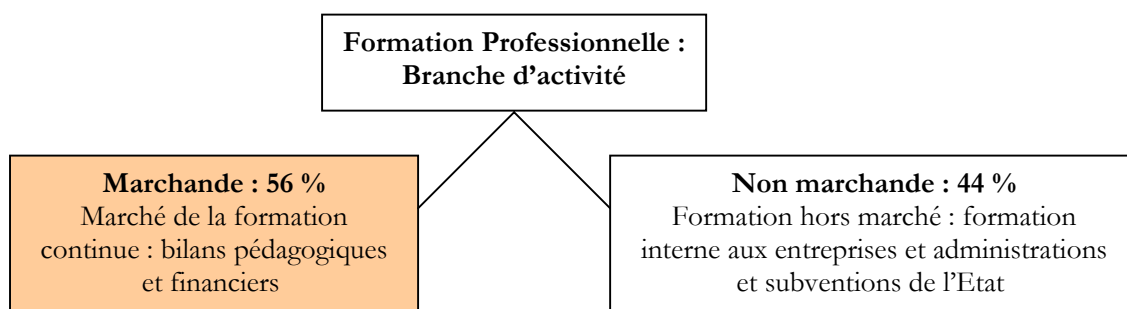 Formation Professionnelle :
Branche d'activité
Marchande : 56 %
Marché de la formation
continue : bilans pédagogiques
et financiers
Non marchande : 44 %
Formation hors marché : formation
interne aux entreprises et administrations
et subventions de l'Etat